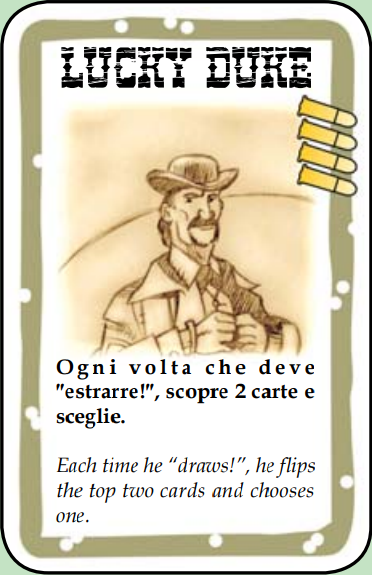 LUCKY DUKE
Ogni volta che deve
"estrarre!", scopre 2 carte e
sceglie.
Each time he “draws!”, he flips
the top two cards and chooses
one.